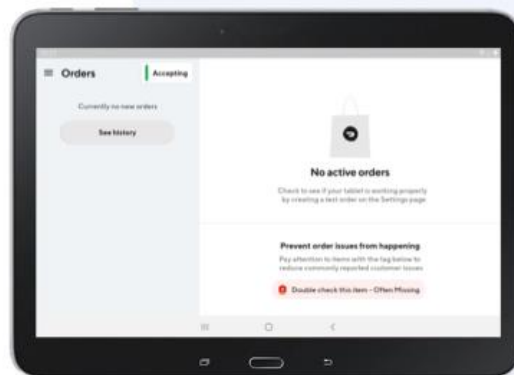 Orders
Accepting
Currently no new orders
See history
No active orders
Check to see if your tablet is working properly
by creating a test order on the Settings page
Prevent order issues from happening
Pay attention to items with the tag below to
reduce commonly reported customer issues
Double check this item - Often Missing